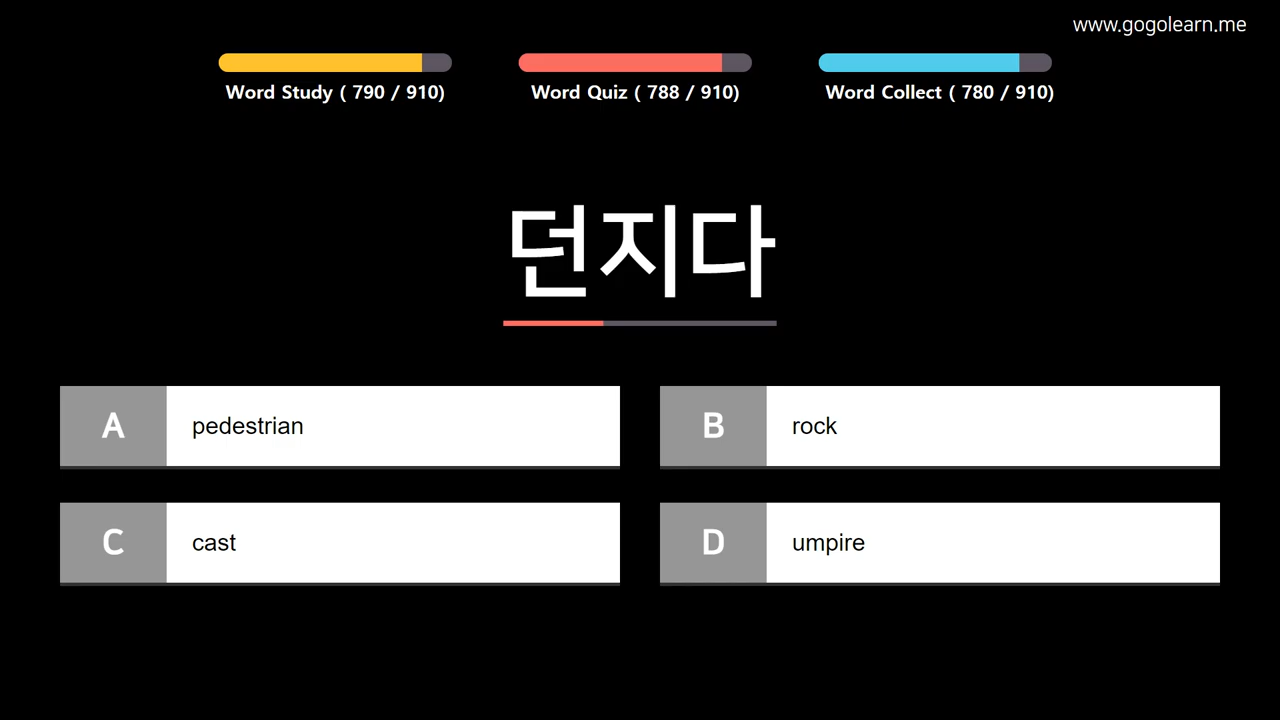 www.gogolearn.me
Word Study ( 790 / 910)
Word Quiz ( 788 / 910)
Word Collect ( 780 / 910)
던지다
A pedestrian
B rock
C cast
D umpire